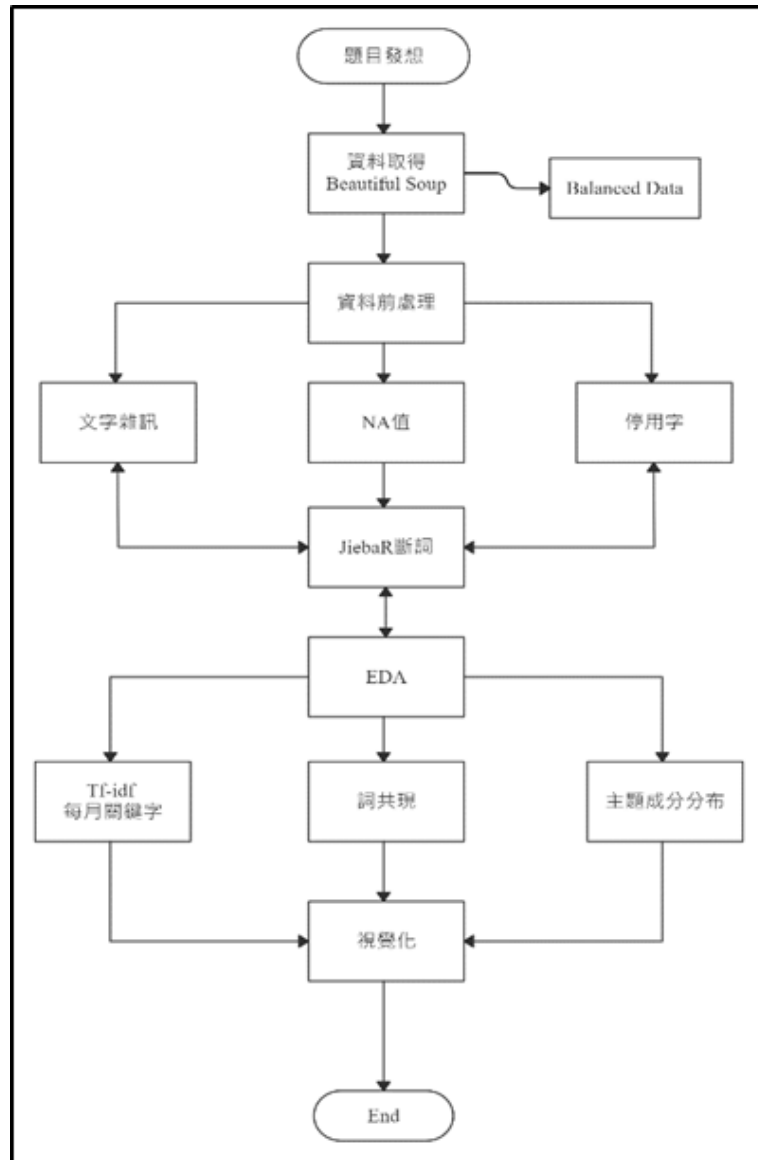 題目發想
資料取得
Beautiful Soup
Balanced Data
資料前處理
文字雜訊
NA值
停用字
JiebaR斷詞
EDA
Tf-idf
每月關鍵字
詞共現
主題成分分布
視覺化
End